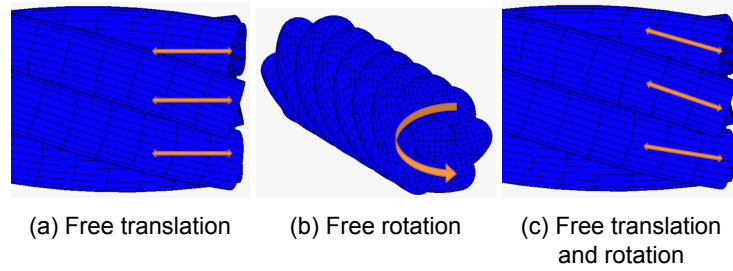 (a) Free translation
(b) Free rotation
(c) Free translation
and rotation